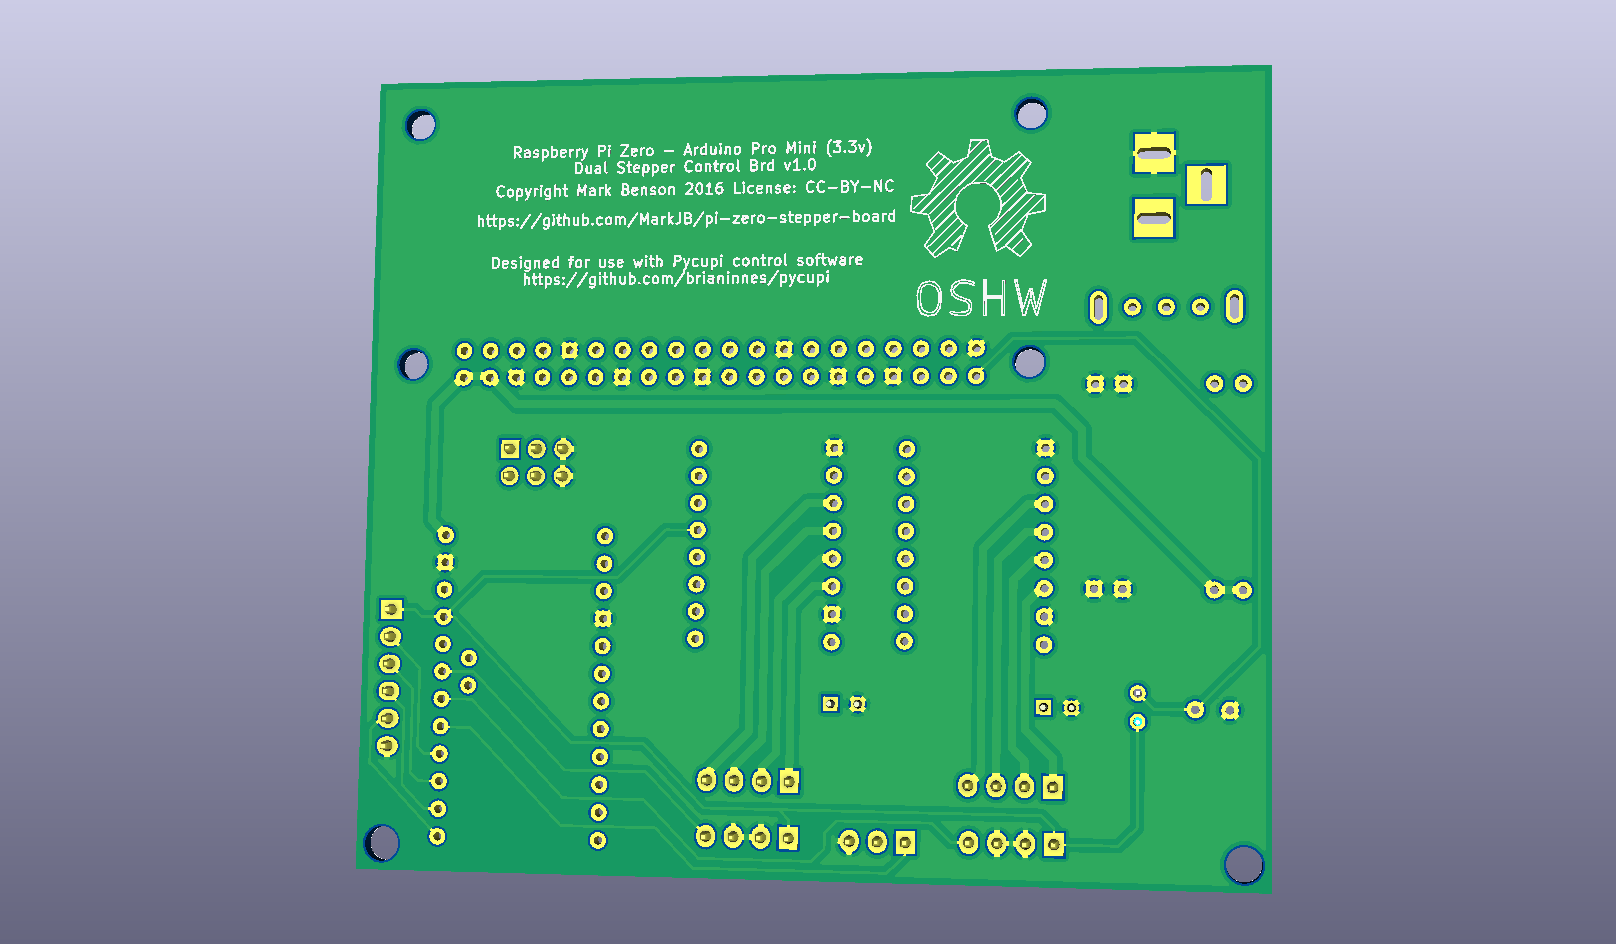 Raspberry Pi Zero - Arduino Pro Mini (3.3v)
Dual Stepper Control Brd v1.0
Copyright Mark Benson 2016 License: CC-BY-NC
https://github.com/MarkJB/pi-zero-stepper-board
Designed for use with Pycupi control software
https://github.com/brianinnes/pycupi
OSHW